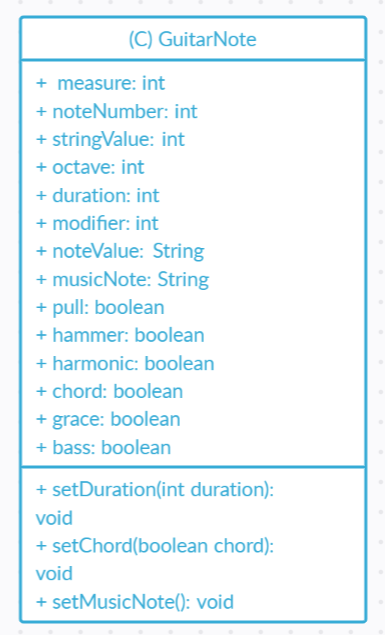 (C) GuitarNote
+ measure: int
+ noteNumber: int
+ stringValue: int
+ octave: int
+ duration: int
+ modifier: int
+ noteValue: String
+ musicNote: String
+ pull: boolean
+ hammer: boolean
+ harmonic: boolean
+ chord: boolean
+ grace: boolean
+ bass: boolean
+ setDuration(int duration):
void
+ setChord(boolean chord):
void
+ setMusicNote(): void